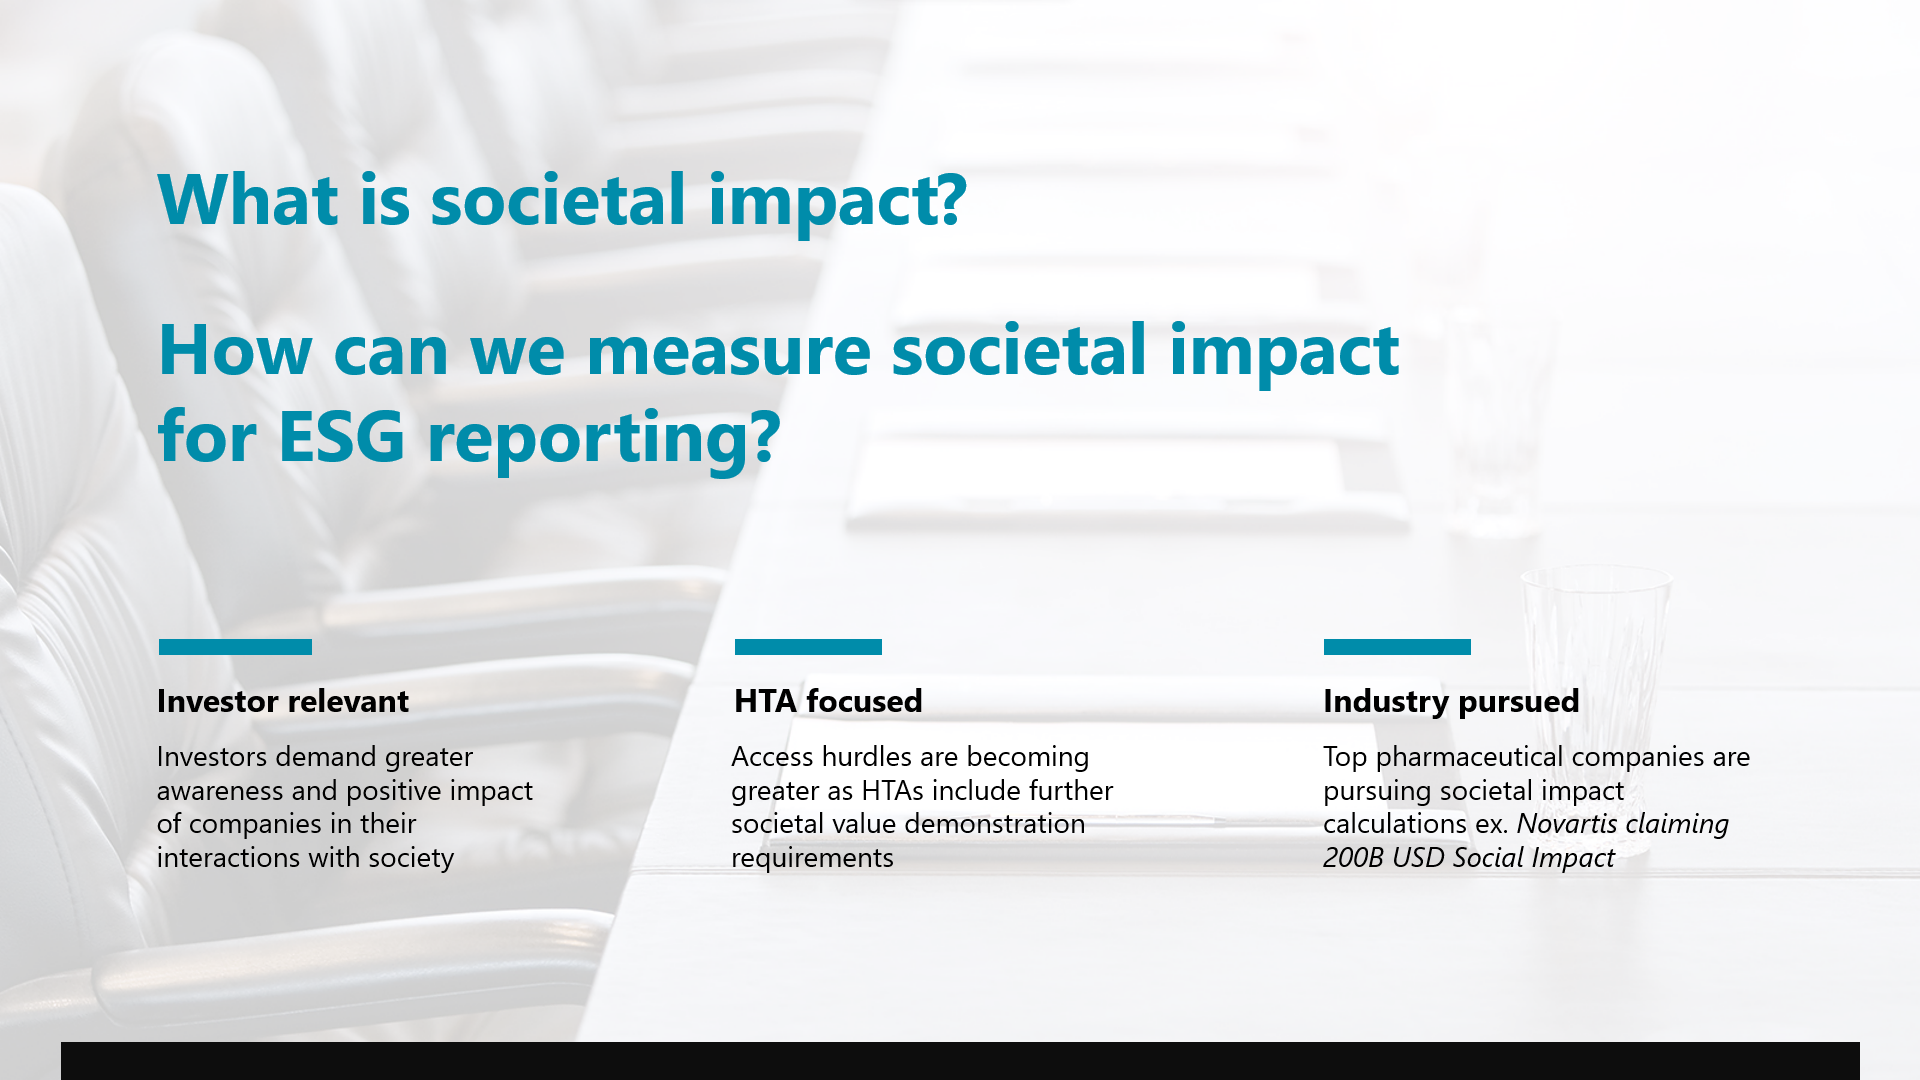 What is societal impact?
How can we measure societal impact
for ESG reporting?
Investor relevant
Investors demand greater
awareness and positive impact
of companies in their
interactions with society
HTA focused
Access hurdles are becoming
greater as HTAs include further
societal value demonstration
requirements
Industry pursued
Top pharmaceutical companies are
pursuing societal impact
calculations ex. Novartis claiming
200B USD Social Impact